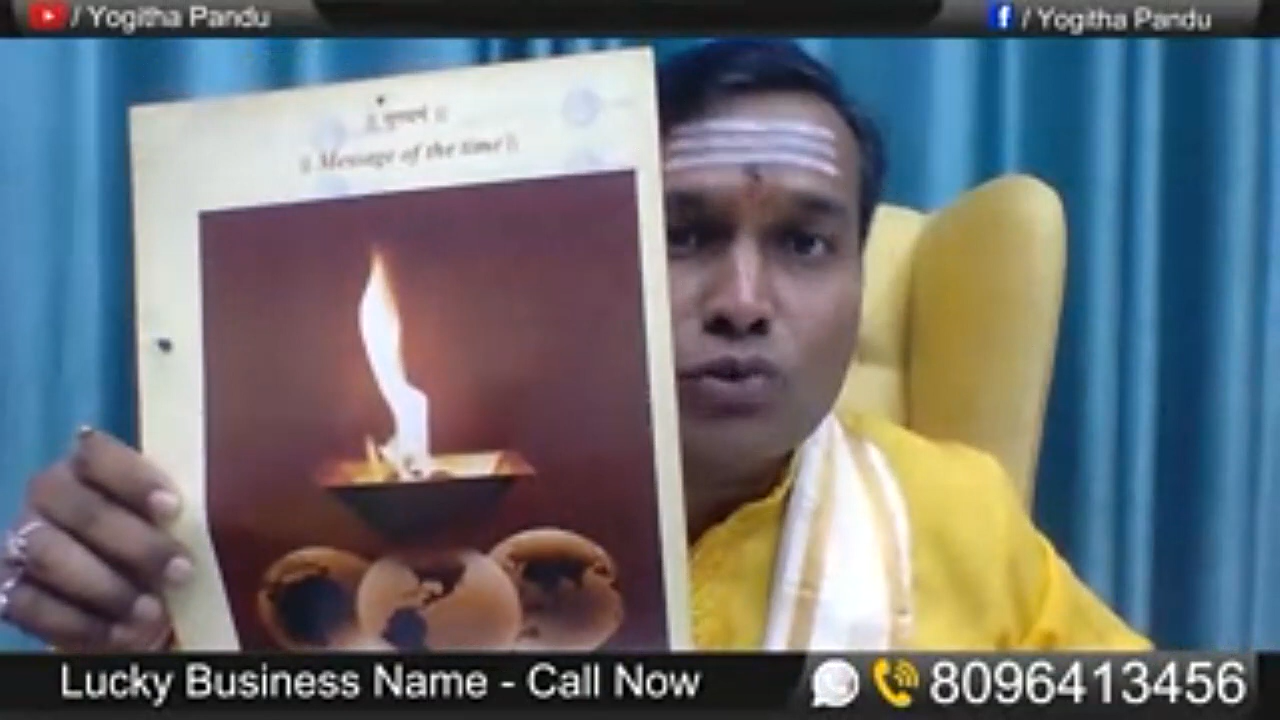 / Yogitha Pandu
/ Yogitha Pandu
|| Message of the time ||
Lucky Business Name - Call Now
8096413456